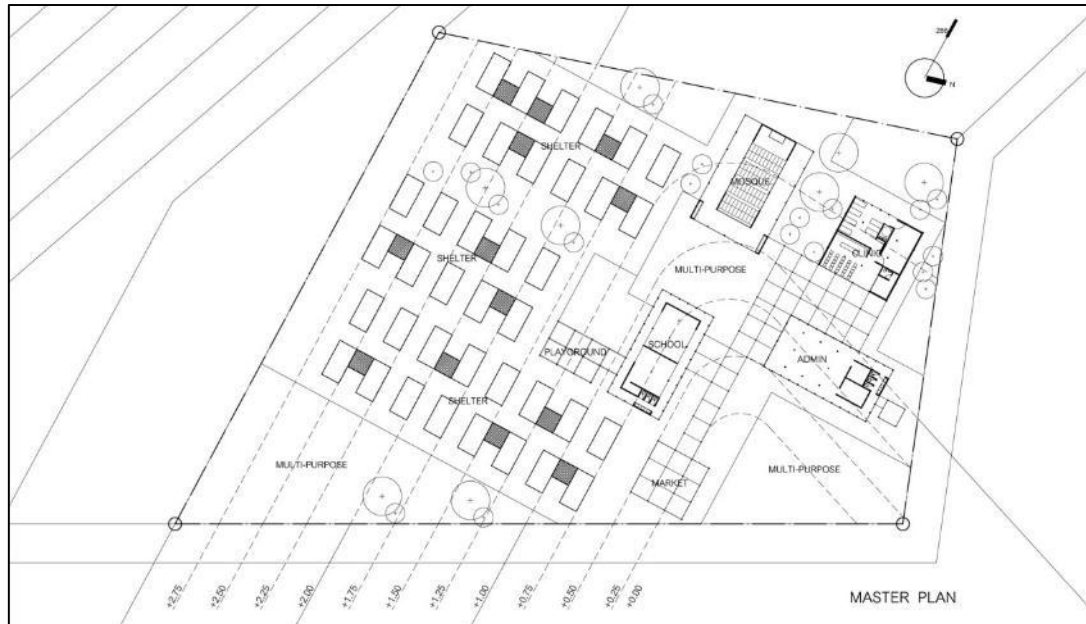 286
N
SHELTER
MOSQUE
CLINIC
SHELTER
MULTI-PURPOSE
PLAYGROUND
SCHOOL
ADMIN
SHELTER
MULTI-PURPOSE
MARKET
MULTI-PURPOSE
+2.75
+2.50
+2.25
+2.00
+1.75
+1.50
+1.25
+1.00
+0.75
+0.50
+0.25
+0.00
MASTER PLAN